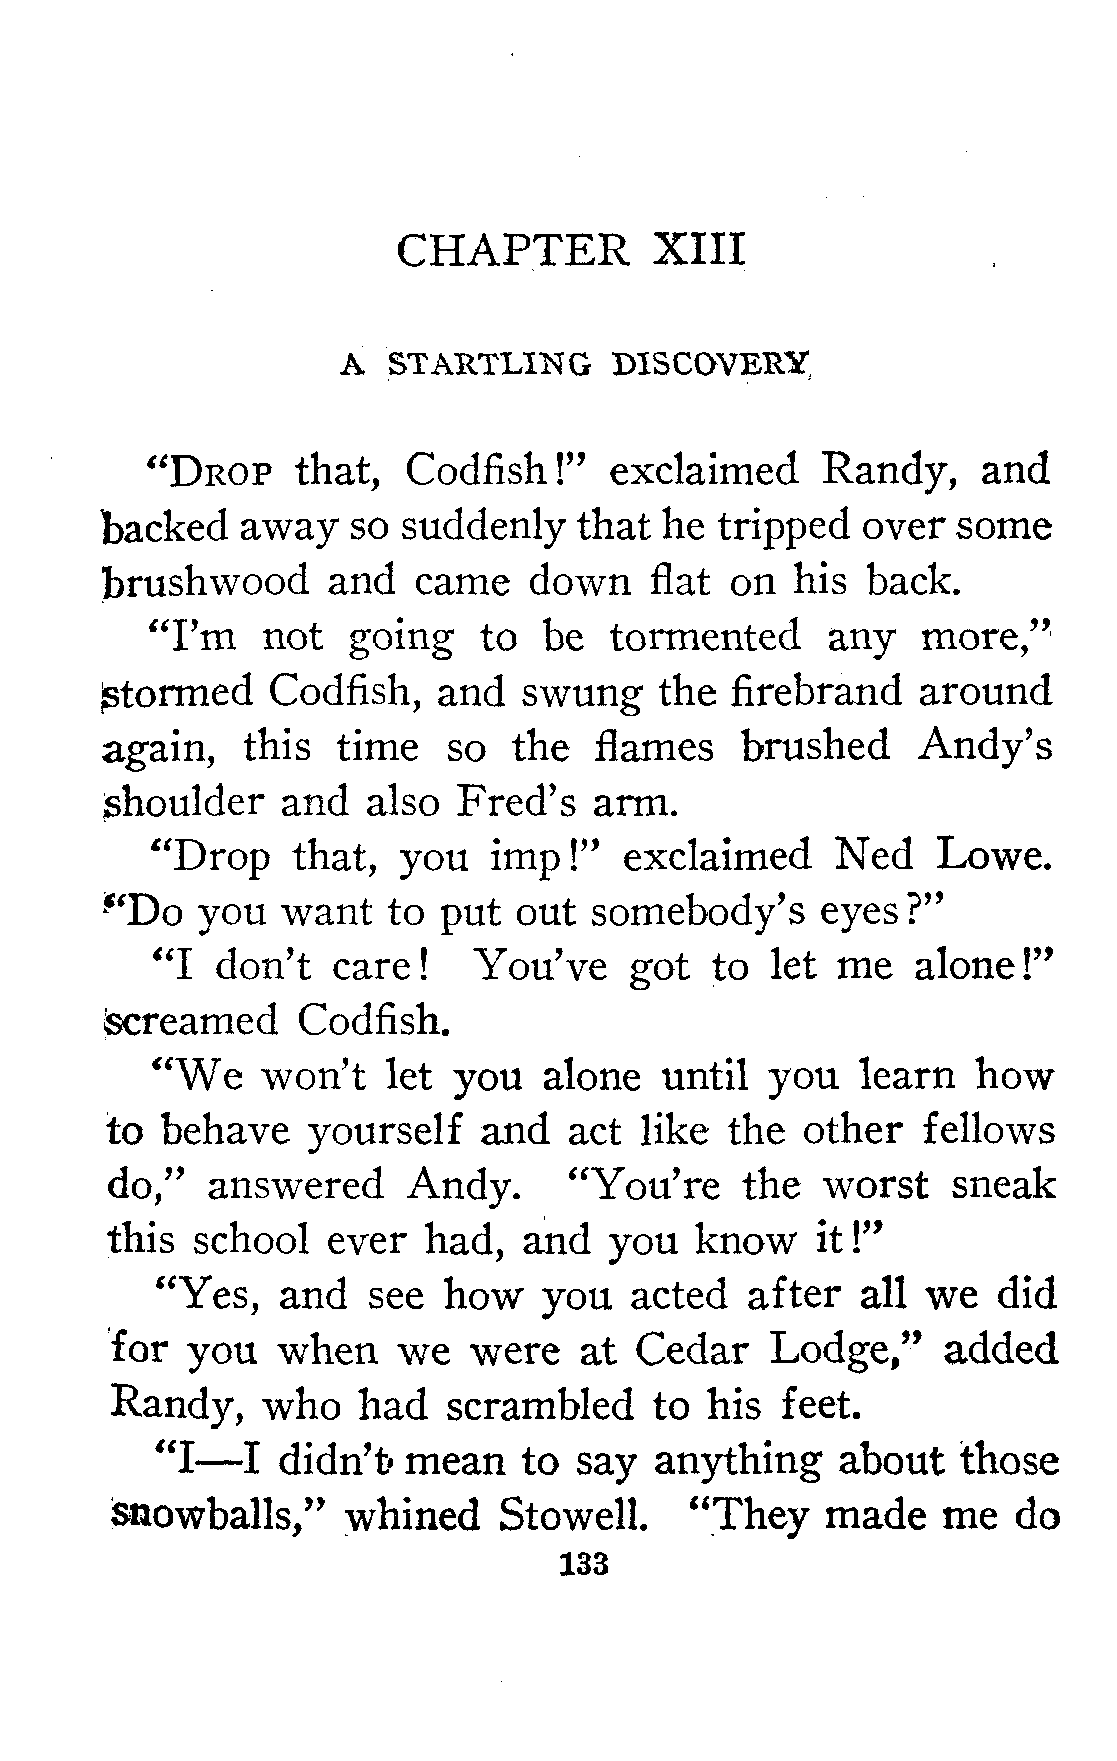 CHAPTER XIII
A STARTLING DISCOVERY
“DROP that, Codfish!” exclaimed Randy, and
backed away so suddenly that he tripped over some
brushwood and came down flat on his back.
“I’m not going to be tormented any more,”
stormed Codfish, and swung the firebrand around
again, this time so the flames brushed Andy’s
shoulder and also Fred’s arm.
“Drop that, you imp!” exclaimed Ned Lowe.
“Do you want to put out somebody’s eyes?”
“I don’t care! You’ve got to let me alone!”
screamed Codfish.
“We won’t let you alone until you learn how
to behave yourself and act like the other fellows
do,” answered Andy. “You’re the worst sneak
this school ever had, and you know it!”
“Yes, and see how you acted after all we did
for you when we were at Cedar Lodge,” added
Randy, who had scrambled to his feet.
“I—I didn’t mean to say anything about those
snowballs,” whined Stowell. “They made me do
133